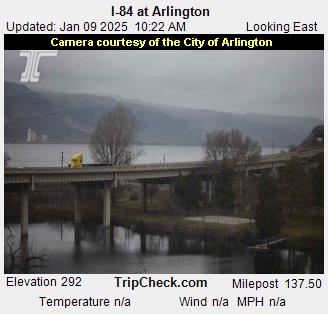 I-84 at Arlington
Updated: Jan 09 2025 10:22 AM Looking East
Camera courtesy of the City of Arlington
Elevation 292 TripCheck.com Milepost 137.50
Temperature n/a Wind n/a MPH n/a